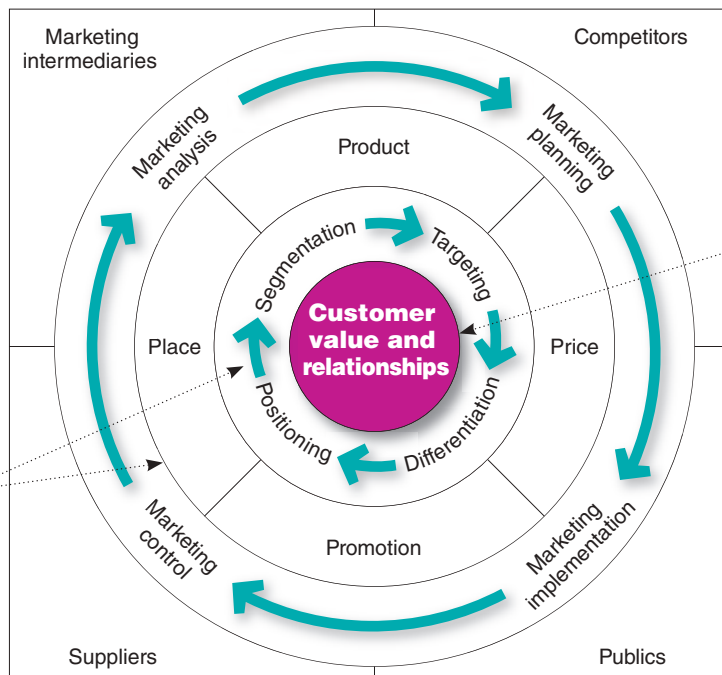 Marketing
intermediaries
Competitors
Marketing
analysis
Marketing
planning
Product
Segmentation
Targeting
Customer
value and
relationships
Place
Price
Positioning
Differentiation
Marketing
control
Promotion
Marketing
implementation
Suppliers
Publics